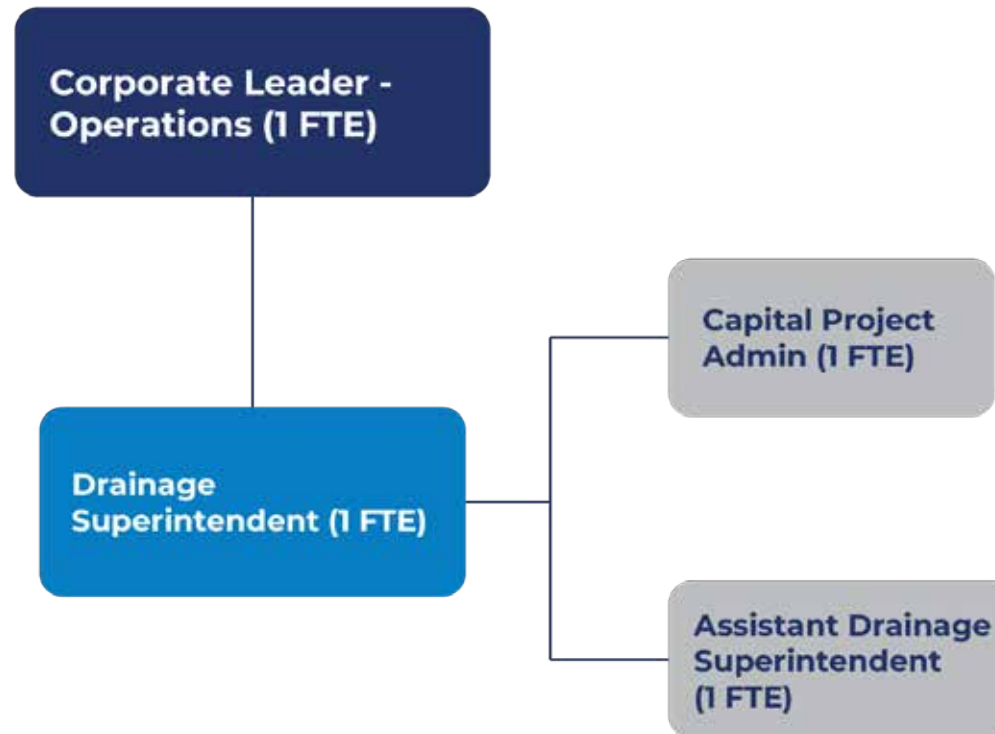 Corporate Leader -
Operations (1 FTE)
Capital Project
Admin (1 FTE)
Drainage
Superintendent (1 FTE)
Assistant Drainage
Superintendent
(1 FTE)